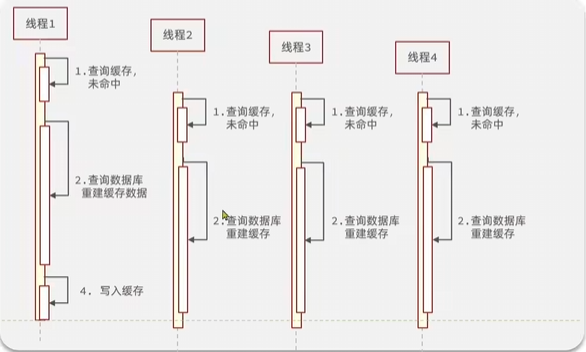 线程1
线程2
线程3
线程4
1.查询缓存，
未命中
1.查询缓存，
未命中
1.查询缓存，
未命中
1.查询缓存，
未命中
2.查询数据库
重建缓存数据
2.查询数据库
重建缓存
2.查询数据库
重建缓存
2.查询数据库
重建缓存
4. 写入缓存